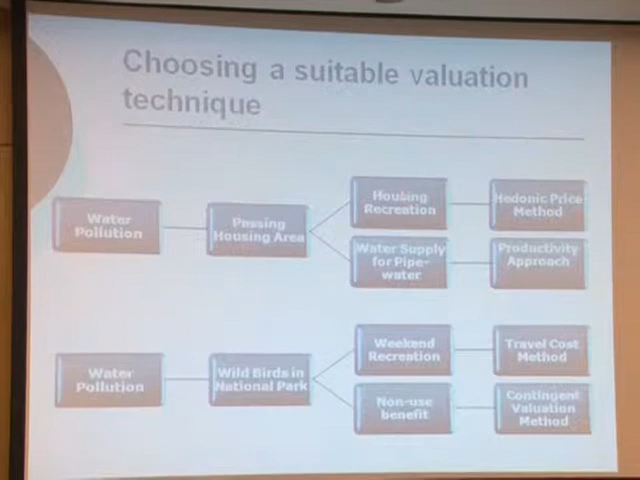 Choosing a suitable valuation
technique
Water
Pollution
Passing
Housing Area
Housing
Recreation
Hedonic Price
Method
Water Supply
for Pipe-
water
Productivity
Approach
Water
Pollution
Wild Birds in
National Park
Weekend
Recreation
Travel Cost
Method
Non-use
benefit
Contingent
Valuation
Method